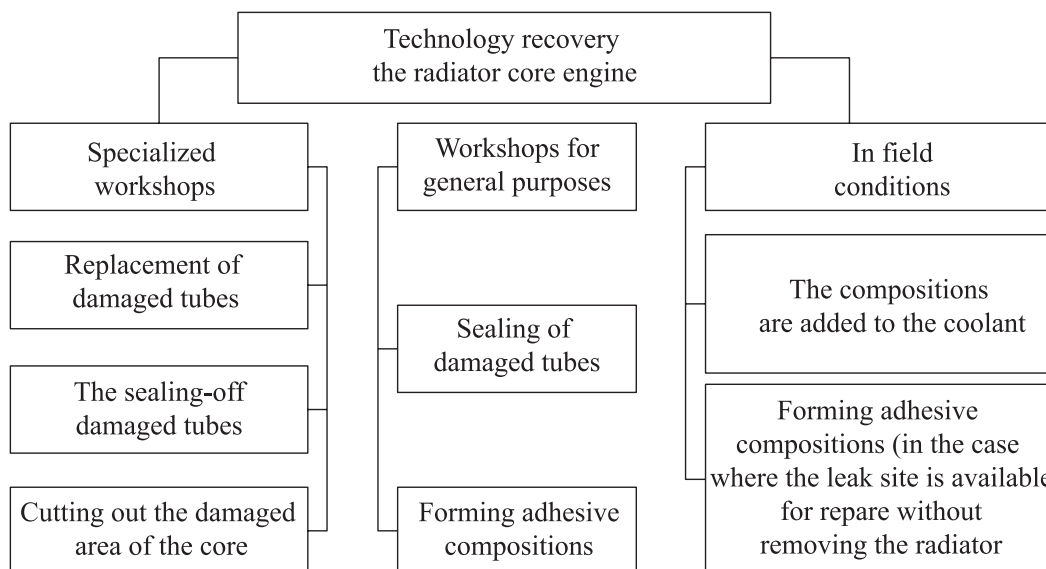 Technology recovery
the radiator core engine
Specialized
workshops
Replacement of
damaged tubes
The sealing-off
damaged tubes
Cutting out the damaged
area of the core
Workshops for
general purposes
Sealing of
damaged tubes
Forming adhesive
compositions
In field
conditions
The compositions
are added to the coolant
Forming adhesive
compositions (in the case
where the leak site is available
for repare without
removing the radiator